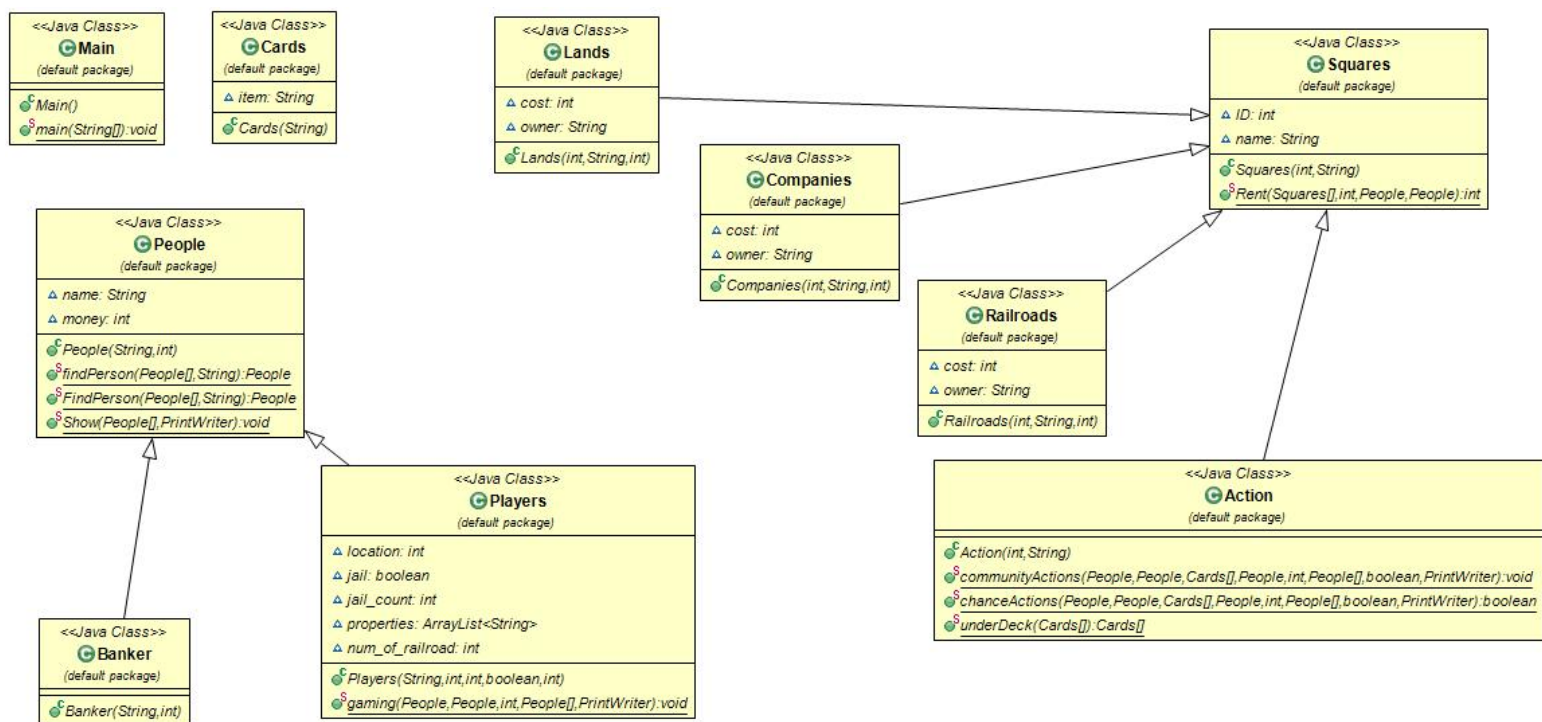 <<Java Class>>
Main
(default package)
Main()
main(String[]):void
<<Java Class>>
Cards
(default package)
item: String
Cards(String)
<<Java Class>>
Lands
(default package)
cost: int
owner: String
Lands(int,String,int)
<<Java Class>>
Squares
(default package)
ID: int
name: String
Squares(int,String)
Rent(Squares[],int,People,People):int
<<Java Class>>
Companies
(default package)
cost: int
owner: String
Companies(int,String,int)
<<Java Class>>
People
(default package)
name: String
money: int
People(String,int)
findPerson(People[],String):People
FindPerson(People[],String):People
Show(People[],PrintWriter):void
<<Java Class>>
Railroads
(default package)
cost: int
owner: String
Railroads(int,String,int)
<<Java Class>>
Players
(default package)
location: int
jail: boolean
jail_count: int
properties: ArrayList<String>
num_of_railroad: int
Players(String,int,int,boolean,int)
gaming(People,People,int,People[],PrintWriter):void
<<Java Class>>
Action
(default package)
Action(int,String)
communityActions(People,People,Cards[],People,int,People[],boolean,PrintWriter):void
chanceActions(People,People,Cards[],People,int,People[],boolean,PrintWriter):boolean
underDeck(Cards[]):Cards[]
<<Java Class>>
Banker
(default package)
Banker(String,int)